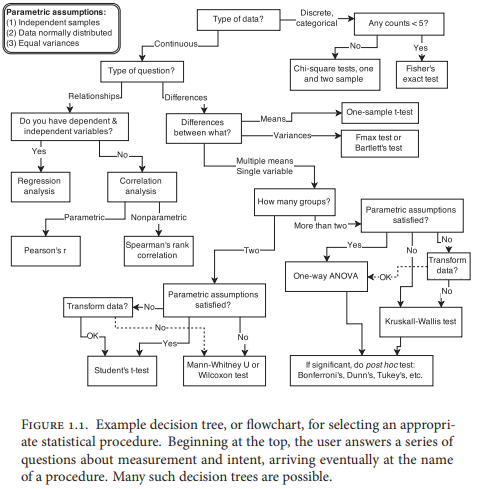 Parametric assumptions:
(1) Independent samples
(2) Data normally distributed
(3) Equal variances
Type of data?
Discrete,
categorical
Any counts < 5?
Continuous
No
Yes
Chi-square tests, one
and two sample
Fisher's
exact test
Type of question?
Relationships
Differences
Do you have dependent &
independent variables?
Differences
between what?
Means
One-sample t-test
Variances
Fmax test or
Bartlett's test
Yes
No
Regression
analysis
Correlation
analysis
Multiple means
Single variable
How many groups?
Parametric assumptions
satisfied?
Parametric
Nonparametric
Pearson's r
Spearman's rank
correlation
Two
More than two
Yes
No
No
One-way ANOVA
OK
Transform
data?
No
Kruskall-Wallis test
Transform data?
No
Parametric assumptions
satisfied?
OK
No
Yes
No
Student's t-test
Mann-Whitney U or
Wilcoxon test
If significant, do post hoc test:
Bonferroni's, Dunn's, Tukey's, etc.
FIGURE 1.1. Example decision tree, or flowchart, for selecting an appropri-
ate statistical procedure. Beginning at the top, the user answers a series of
questions about measurement and intent, arriving eventually at the name
of a procedure. Many such decision trees are possible.